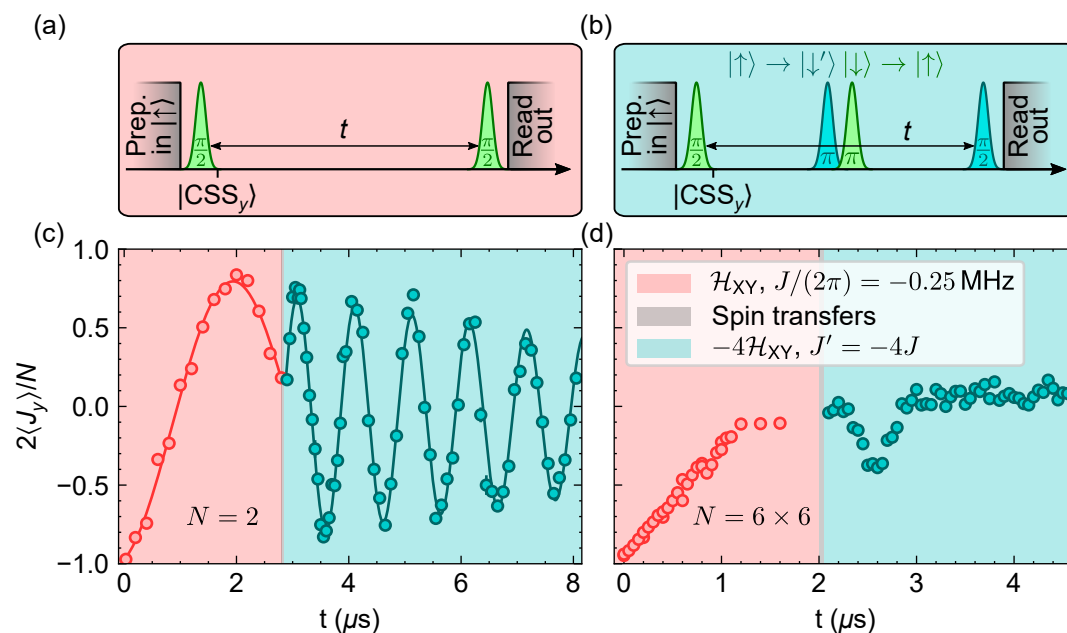 (a)
Prep.
in |↑⟩
π/2
t
π/2
Read
out
|CSS_y⟩
(b)
|↑⟩ → |↓′⟩ |↓⟩ → |↑⟩
Prep.
in |↑⟩
π/2
π
π
t
π/2
Read
out
|CSS_y⟩
(c)
2⟨J_y⟩/N
1.0
0.5
0.0
−0.5
−1.0
N = 2
0 2 4 6 8
t (μs)
(d)
ℋ_XY, J/(2π) = −0.25 MHz
Spin transfers
−4ℋ_XY, J′ = −4J
N = 6 × 6
0 1 2 3 4
t (μs)